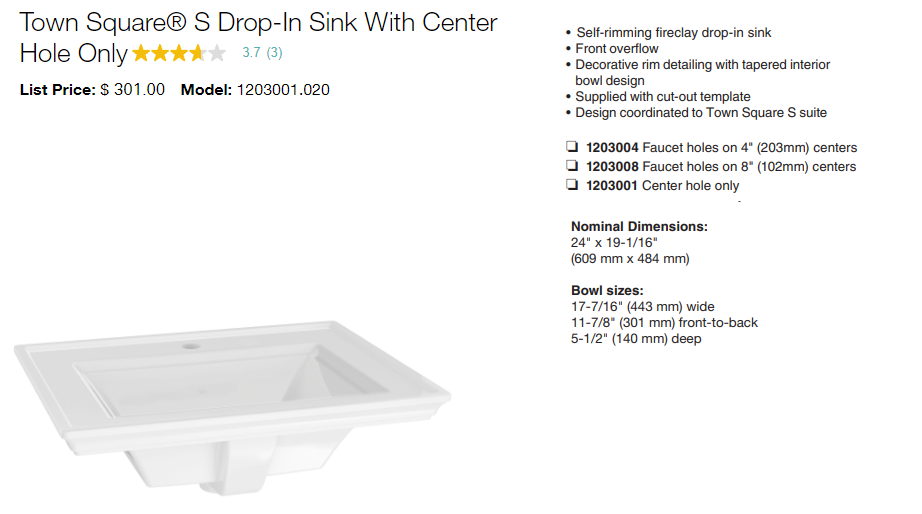 Town Square® S Drop-In Sink With Center
Hole Only 3.7 (3)
List Price: $ 301.00 Model: 1203001.020
• Self-rimming fireclay drop-in sink
• Front overflow
• Decorative rim detailing with tapered interior
bowl design
• Supplied with cut-out template
• Design coordinated to Town Square S suite
❏ 1203004 Faucet holes on 4" (203mm) centers
❏ 1203008 Faucet holes on 8" (102mm) centers
❏ 1203001 Center hole only
Nominal Dimensions:
24" x 19-1/16"
(609 mm x 484 mm)
Bowl sizes:
17-7/16" (443 mm) wide
11-7/8" (301 mm) front-to-back
5-1/2" (140 mm) deep